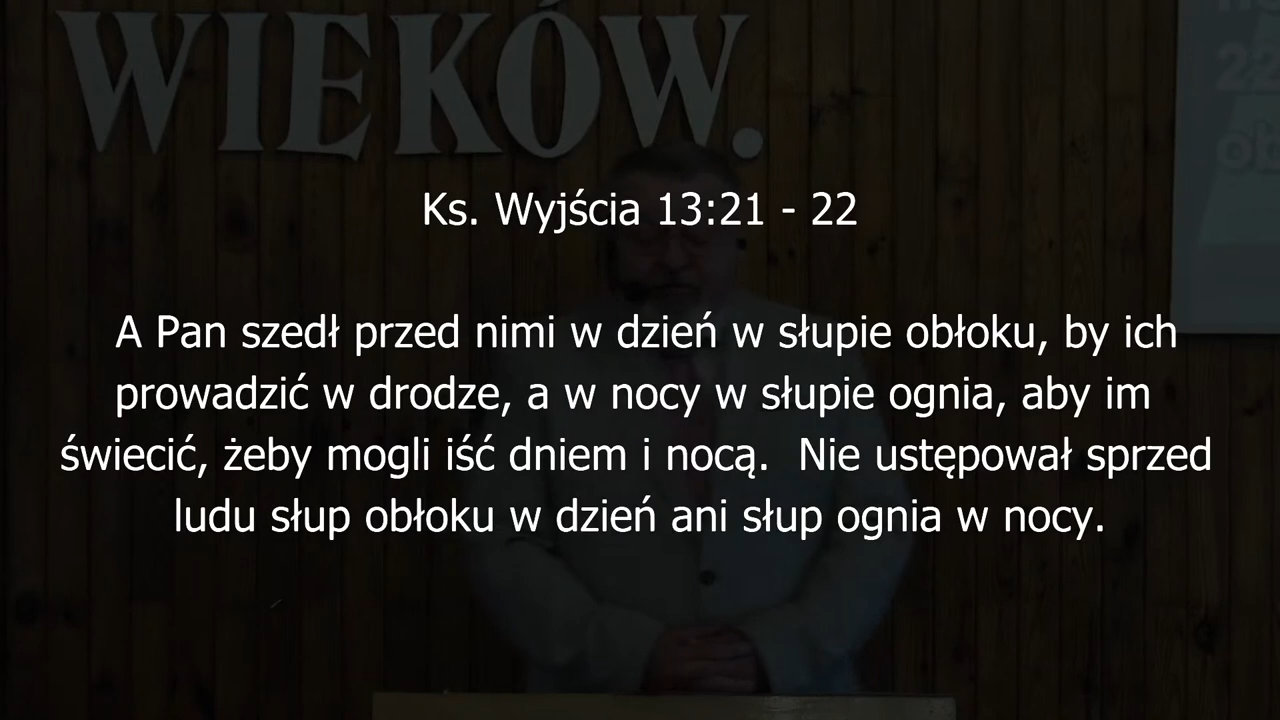 WIEKÓW.
22
Ks. Wyjścia 13:21 - 22
A Pan szedł przed nimi w dzień w słupie obłoku, by ich
prowadzić w drodze, a w nocy w słupie ognia, aby im
świecić, żeby mogli iść dniem i nocą.  Nie ustępował sprzed
ludu słup obłoku w dzień ani słup ognia w nocy.